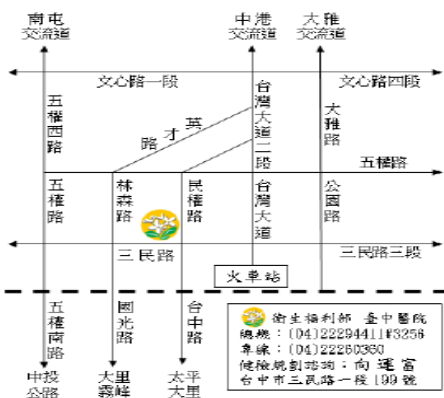 南屯
交流道
中港
交流道
大雅
交流道
文心路一段
文心路四段
五權西路
英才路
台灣大道二段
大雅路
五權路
五權路
林森路
民權路
台灣大道
公園路
三民路
三民路三段
火車站
五權南路
國光路
台中路
中投
公路
大里
霧峰
太平
大里
衛生福利部 臺中醫院
總機:(04)22294411#3256
專線:(04)22260360
健檢規劃諮詢:向運富
台中市三民路一段199號